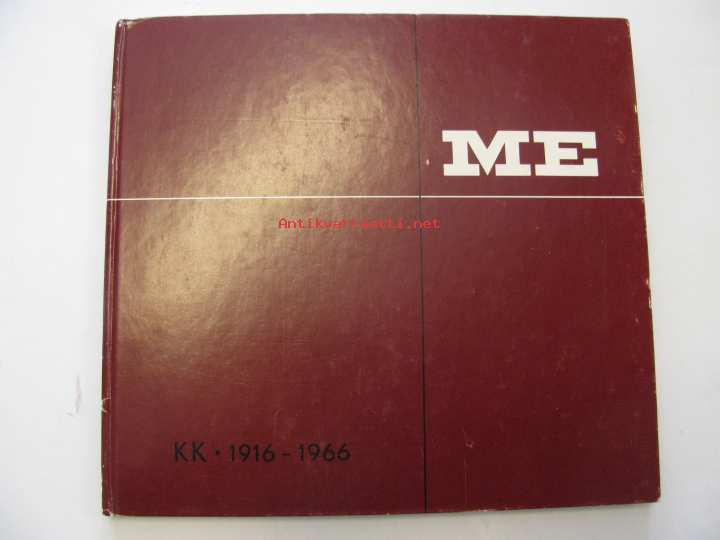 ME
Antikvariaatti.net
KK • 1916 - 1966